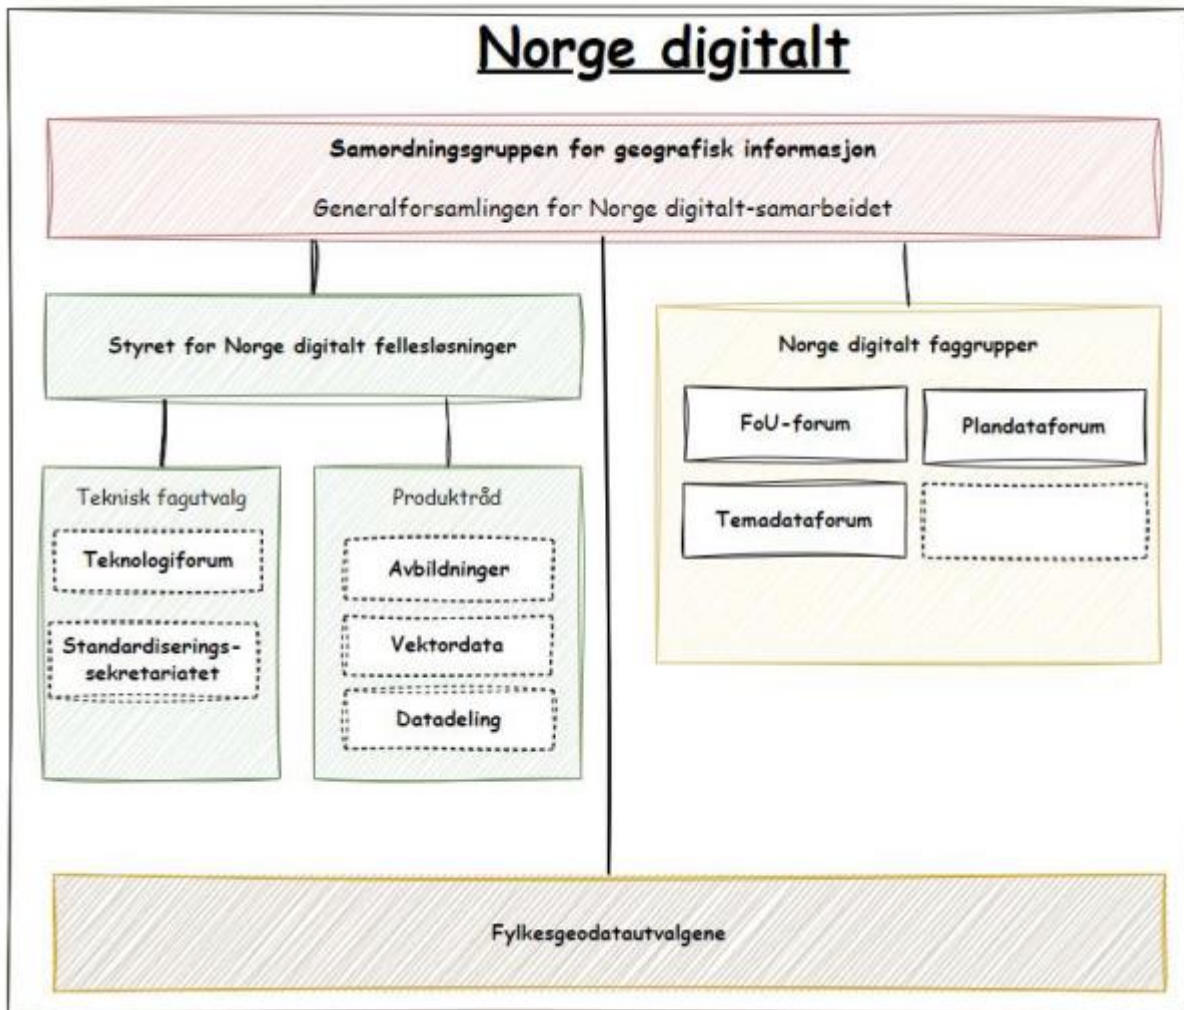 Norge digitalt
Samordningsgruppen for geografisk informasjon
Generalforsamlingen for Norge digitalt-samarbeidet
Styret for Norge digitalt fellesløsninger
Teknisk fagutvalg
Teknologiforum
Standardiserings-
sekretariatet
Produktråd
Avbildninger
Vektordata
Datadeling
Norge digitalt faggrupper
FoU-forum
Plandataforum
Temadataforum
Fylkesgeodatautvalgene